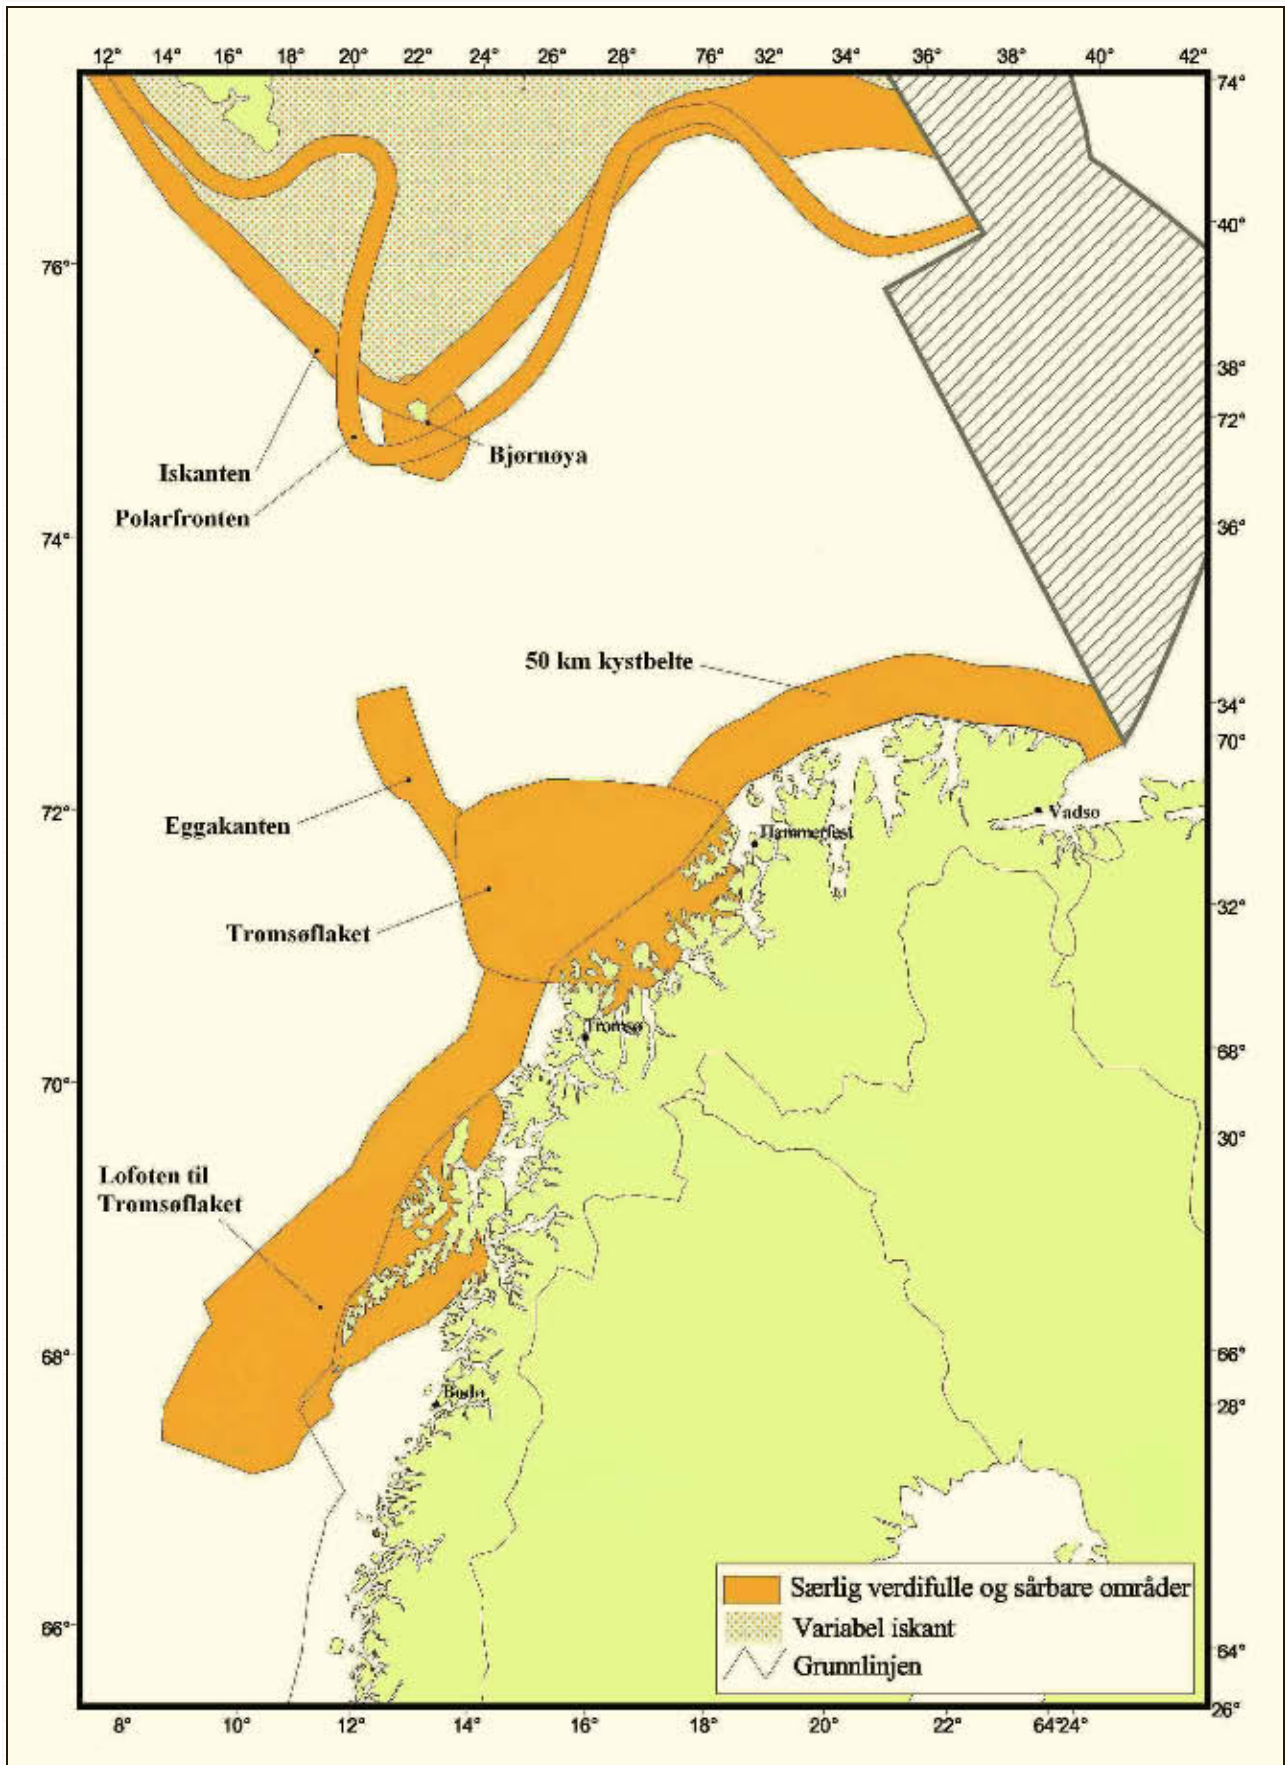 12° 14° 16° 18° 20° 22° 24° 26° 28° 76° 32° 34° 36° 38° 40° 42°
74°
40°
76°
38°
72°
Bjørnøya
Iskanten
Polarfronten
36°
74°
50 km kystbelte
34°
70°
72°
Vadsø
Eggakanten
Hammerfest
32°
Tromsøflaket
Tromsø
68°
70°
30°
Lofoten til
Tromsøflaket
66°
68°
Bodø
28°
Særlig verdifulle og sårbare områder
66°
Variabel iskant
64°
Grunnlinjen
26°
8° 10° 12° 14° 16° 18° 20° 22° 64° 24°